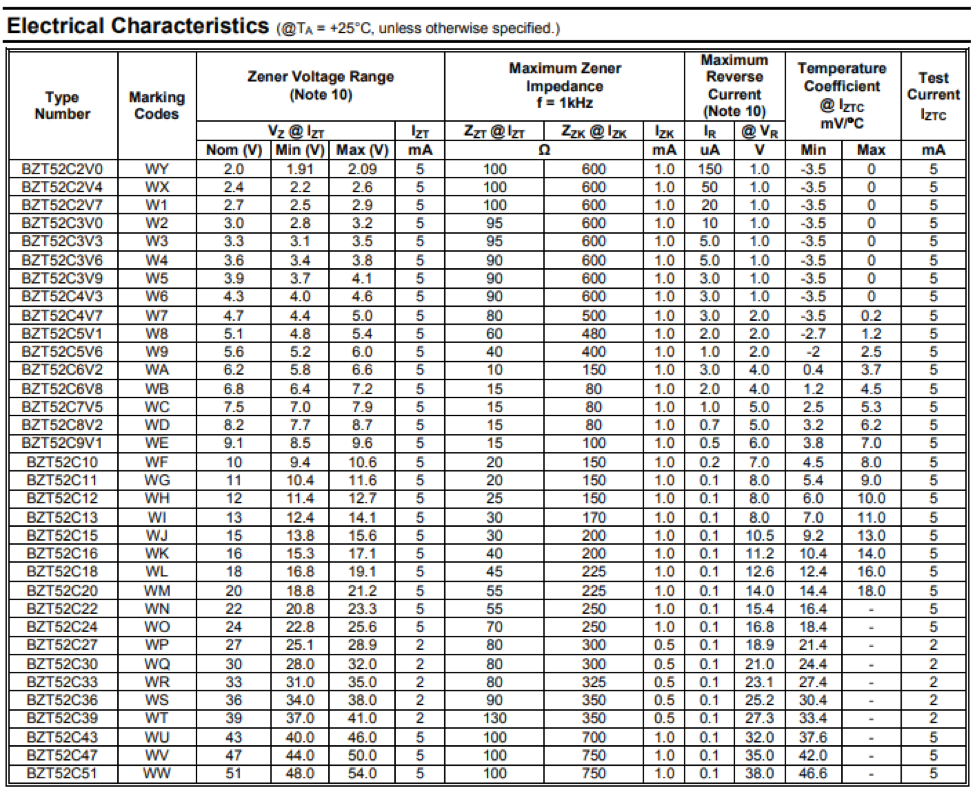 Electrical Characteristics (@TA = +25°C, unless otherwise specified.)
Type Number Marking Codes Zener Voltage Range (Note 10) Maximum Zener Impedance f = 1kHz Maximum Reverse Current (Note 10) Temperature Coefficient @ IZTC mV/°C Test Current IZTC
VZ @ IZT IZT ZZT @ IZT ZZK @ IZK IZK IR @ VR
Nom (V) Min (V) Max (V) mA Ω mA uA V Min Max mA
BZT52C2V0 WY 2.0 1.91 2.09 5 100 600 1.0 150 1.0 -3.5 0 5
BZT52C2V4 WX 2.4 2.2 2.6 5 100 600 1.0 50 1.0 -3.5 0 5
BZT52C2V7 W1 2.7 2.5 2.9 5 100 600 1.0 20 1.0 -3.5 0 5
BZT52C3V0 W2 3.0 2.8 3.2 5 95 600 1.0 10 1.0 -3.5 0 5
BZT52C3V3 W3 3.3 3.1 3.5 5 95 600 1.0 5.0 1.0 -3.5 0 5
BZT52C3V6 W4 3.6 3.4 3.8 5 90 600 1.0 5.0 1.0 -3.5 0 5
BZT52C3V9 W5 3.9 3.7 4.1 5 90 600 1.0 3.0 1.0 -3.5 0 5
BZT52C4V3 W6 4.3 4.0 4.6 5 90 600 1.0 3.0 1.0 -3.5 0 5
BZT52C4V7 W7 4.7 4.4 5.0 5 80 500 1.0 3.0 2.0 -3.5 0.2 5
BZT52C5V1 W8 5.1 4.8 5.4 5 60 480 1.0 2.0 2.0 -2.7 1.2 5
BZT52C5V6 W9 5.6 5.2 6.0 5 40 400 1.0 1.0 2.0 -2 2.5 5
BZT52C6V2 WA 6.2 5.8 6.6 5 10 150 1.0 3.0 4.0 0.4 3.7 5
BZT52C6V8 WB 6.8 6.4 7.2 5 15 80 1.0 2.0 4.0 1.2 4.5 5
BZT52C7V5 WC 7.5 7.0 7.9 5 15 80 1.0 1.0 5.0 2.5 5.3 5
BZT52C8V2 WD 8.2 7.7 8.7 5 15 80 1.0 0.7 5.0 3.2 6.2 5
BZT52C9V1 WE 9.1 8.5 9.6 5 15 100 1.0 0.5 6.0 3.8 7.0 5
BZT52C10 WF 10 9.4 10.6 5 20 150 1.0 0.2 7.0 4.5 8.0 5
BZT52C11 WG 11 10.4 11.6 5 20 150 1.0 0.1 8.0 5.4 9.0 5
BZT52C12 WH 12 11.4 12.7 5 25 150 1.0 0.1 8.0 6.0 10.0 5
BZT52C13 WI 13 12.4 14.1 5 30 170 1.0 0.1 8.0 7.0 11.0 5
BZT52C15 WJ 15 13.8 15.6 5 30 200 1.0 0.1 10.5 9.2 13.0 5
BZT52C16 WK 16 15.3 17.1 5 40 200 1.0 0.1 11.2 10.4 14.0 5
BZT52C18 WL 18 16.8 19.1 5 45 225 1.0 0.1 12.6 12.4 16.0 5
BZT52C20 WM 20 18.8 21.2 5 55 225 1.0 0.1 14.0 14.4 18.0 5
BZT52C22 WN 22 20.8 23.3 5 55 250 1.0 0.1 15.4 16.4 - 5
BZT52C24 WO 24 22.8 25.6 5 70 250 1.0 0.1 16.8 18.4 - 5
BZT52C27 WP 27 25.1 28.9 2 80 300 0.5 0.1 18.9 21.4 - 2
BZT52C30 WQ 30 28.0 32.0 2 80 300 0.5 0.1 21.0 24.4 - 2
BZT52C33 WR 33 31.0 35.0 2 80 325 0.5 0.1 23.1 27.4 - 2
BZT52C36 WS 36 34.0 38.0 2 90 350 0.5 0.1 25.2 30.4 - 2
BZT52C39 WT 39 37.0 41.0 2 130 350 0.5 0.1 27.3 33.4 - 2
BZT52C43 WU 43 40.0 46.0 5 100 700 1.0 0.1 32.0 37.6 - 5
BZT52C47 WV 47 44.0 50.0 5 100 750 1.0 0.1 35.0 42.0 - 5
BZT52C51 WW 51 48.0 54.0 5 100 750 1.0 0.1 38.0 46.6 - 5